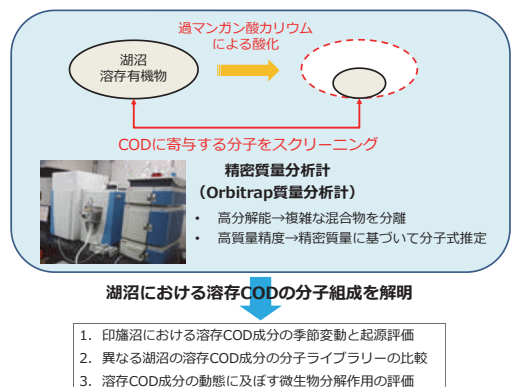 過マンガン酸カリウム
による酸化
湖沼
溶存有機物
CODに寄与する分子をスクリーニング
精密質量分析計
（Orbitrap質量分析計）
• 高分解能→複雑な混合物を分離
• 高質量精度→精密質量に基づいて分子式推定
湖沼における溶存CODの分子組成を解明
1. 印旛沼における溶存COD成分の季節変動と起源評価
2. 異なる湖沼の溶存COD成分の分子ライブラリーの比較
3. 溶存COD成分の動態に及ぼす微生物分解作用の評価